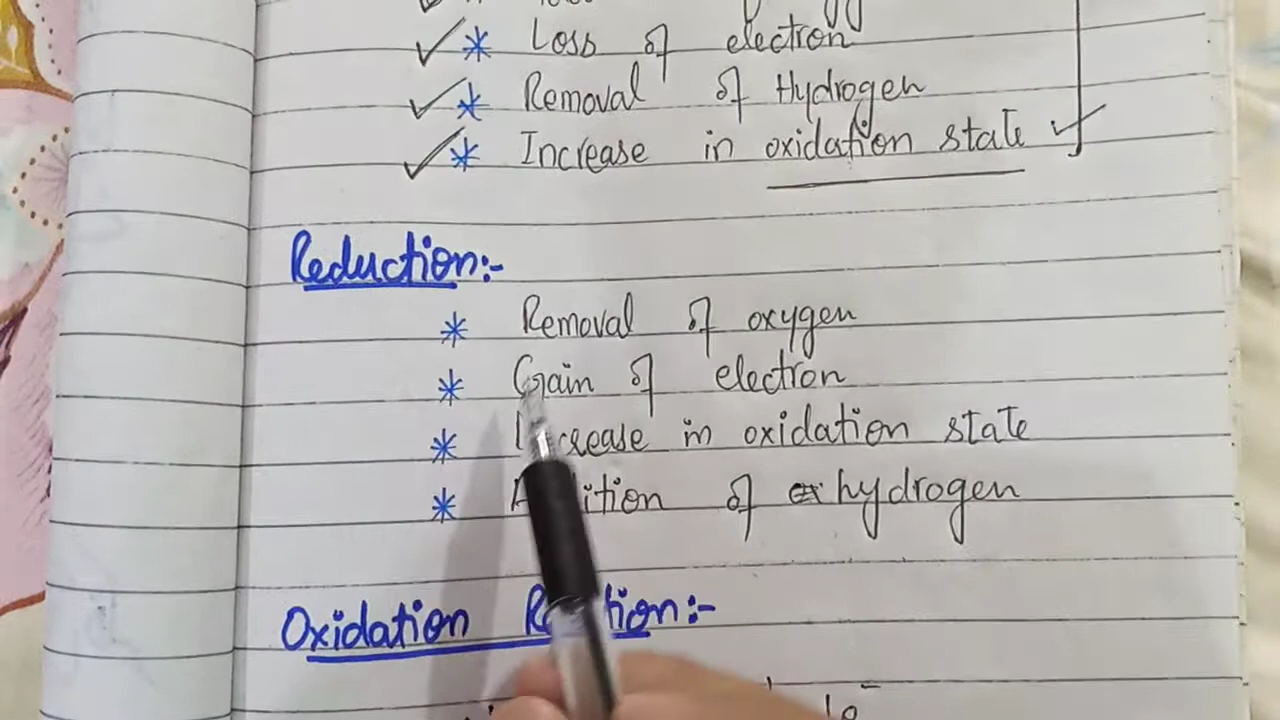 * Loss of electron
* Removal of Hydrogen
* Increase in oxidation state
Reduction:-
* Removal of oxygen
* Gain of electron
* in oxidation state
* of hydrogen
Oxidation